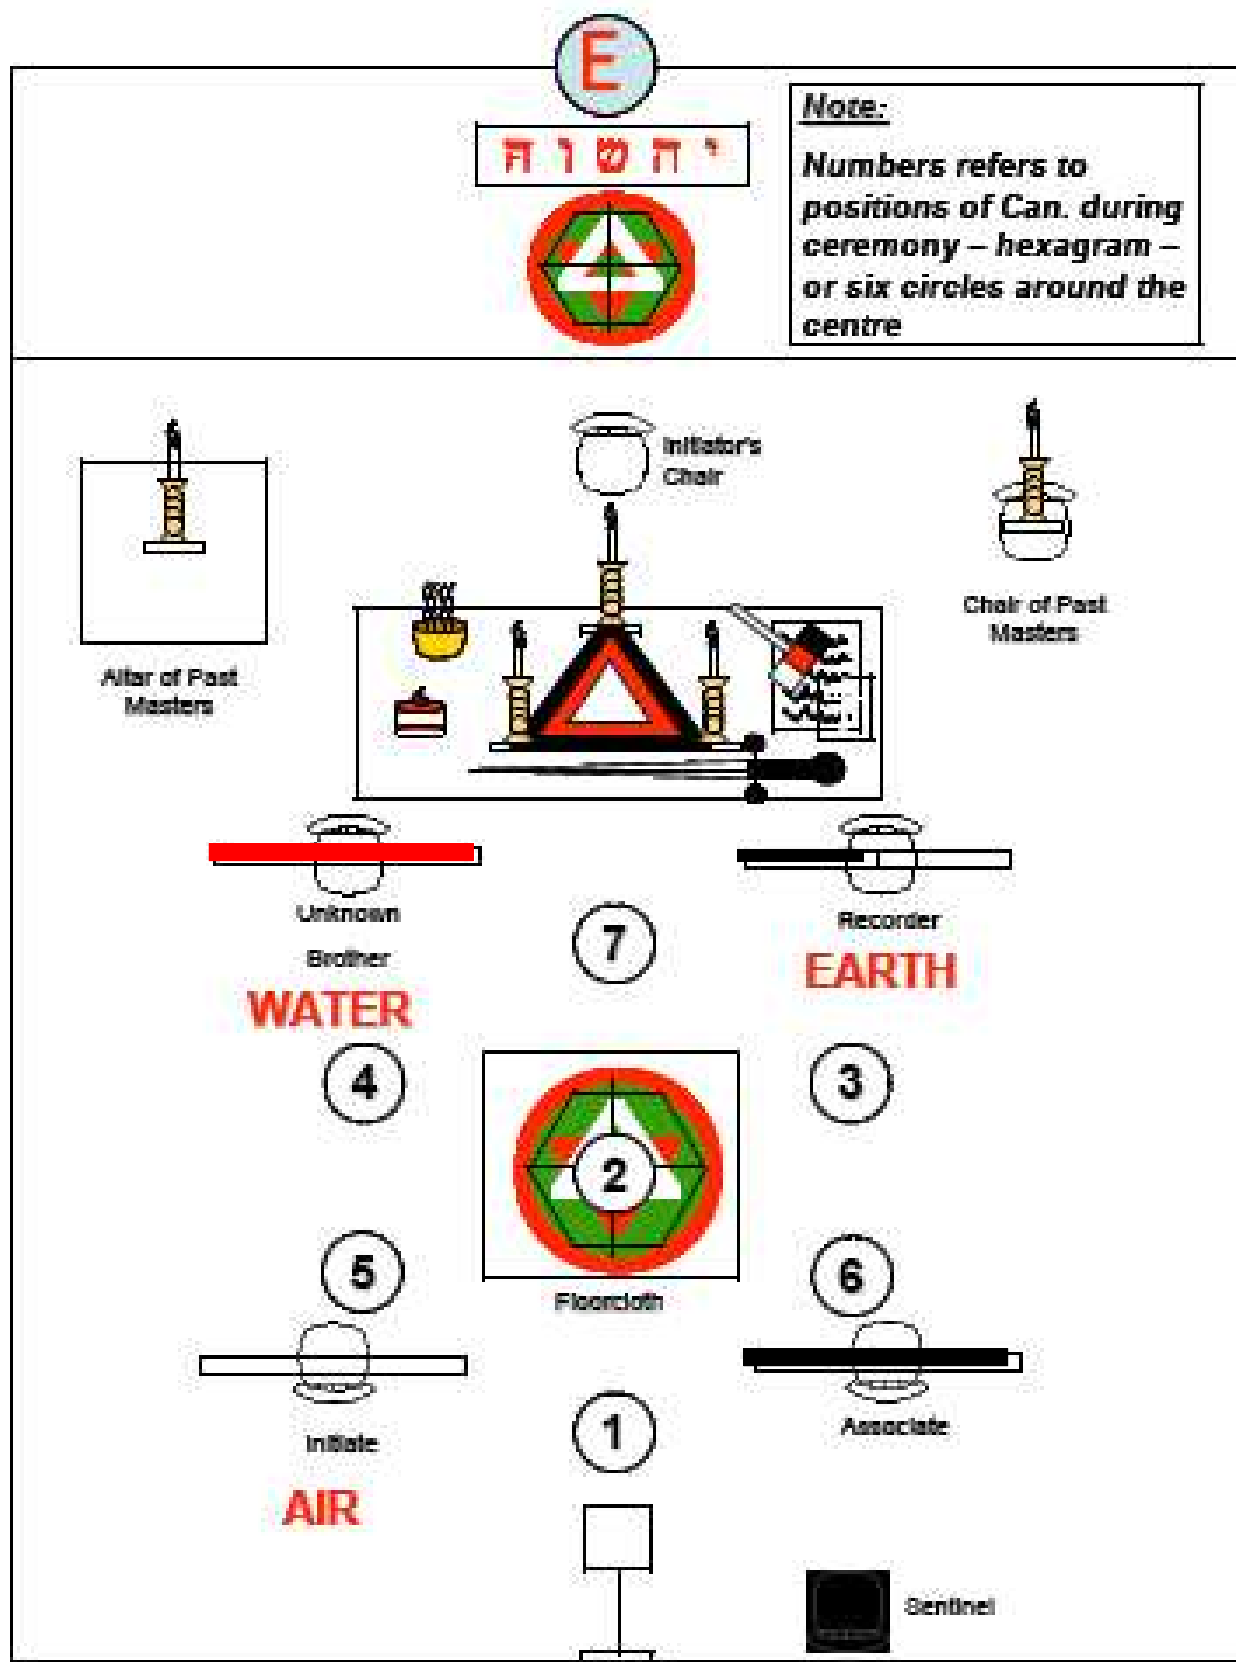 E
י ה ש ו ה
Note:
Numbers refers to
positions of Can. during
ceremony – hexagram –
or six circles around the
centre
Initiator's
Chair
Altar of Past
Masters
Chair of Past
Masters
Unknown
Brother
WATER
Recorder
EARTH
7
4
3
2
5
6
Floorcloth
Initiate
AIR
1
Associate
Sentinel